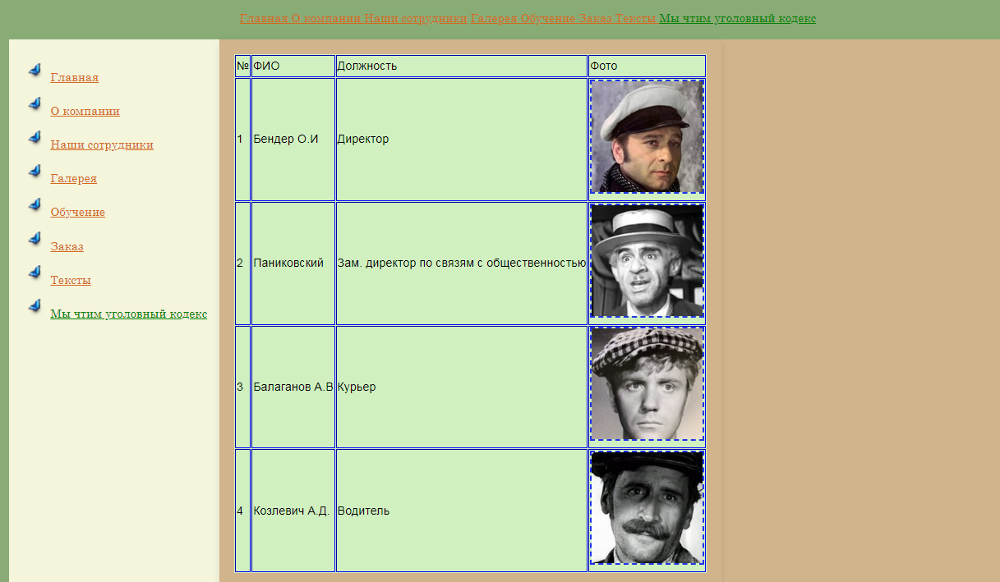 Главная О компании Наши сотрудники Галерея Обучение Заказ Тексты Мы чтим уголовный кодекс
Главная
О компании
Наши сотрудники
Галерея
Обучение
Заказ
Тексты
Мы чтим уголовный кодекс
№ ФИО Должность Фото
1 Бендер О.И Директор
2 Паниковский Зам. директор по связям с общественностью
3 Балаганов А.В Курьер
4 Козлевич А.Д. Водитель